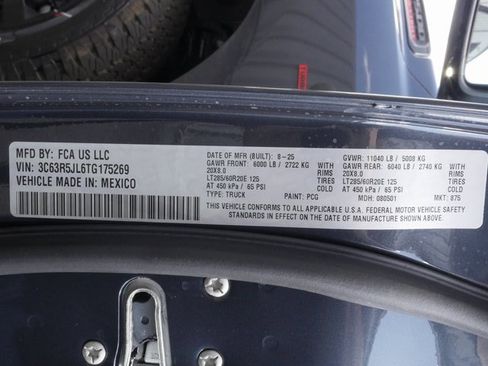 MFD BY: FCA US LLC
VIN: 3C63R5JL6TG175269
VEHICLE MADE IN: MEXICO
DATE OF MFR (BUILT): 8-25 GVWR: 11040 LB / 5008 KG
GAWR FRONT: 6000 LB / 2722 KG WITH GAWR REAR: 6040 LB / 2740 KG WITH
20X8.0 RIMS 20X8.0 RIMS
LT285/60R20E 125 TIRES LT285/60R20E 125 TIRES
AT 450 kPa / 65 PSI COLD AT 450 kPa / 65 PSI COLD
TYPE: TRUCK PAINT: PCG MDH: 080501 MKT: 875
THIS VEHICLE CONFORMS TO ALL APPLICABLE U.S.A. FEDERAL MOTOR VEHICLE SAFETY
STANDARDS IN EFFECT ON THE DATE OF MANUFACTURE SHOWN ABOVE.